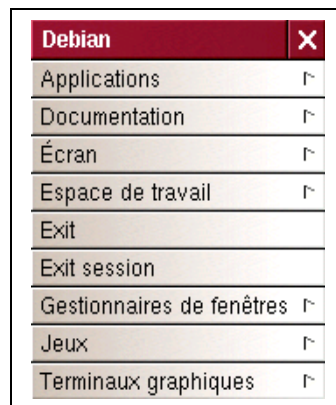 Debian
Applications
Documentation
Écran
Espace de travail
Exit
Exit session
Gestionnaires de fenêtres
Jeux
Terminaux graphiques